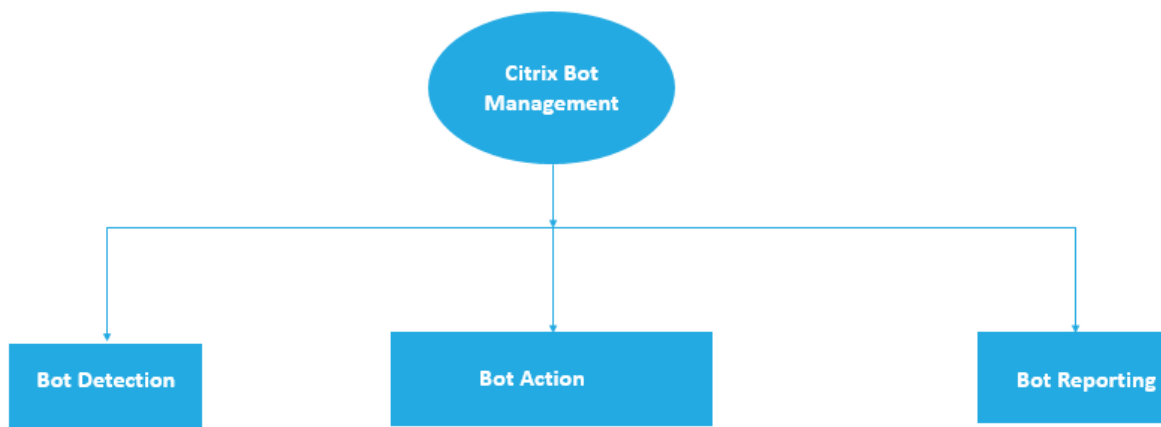 Citrix Bot
Management
Bot Detection
Bot Action
Bot Reporting